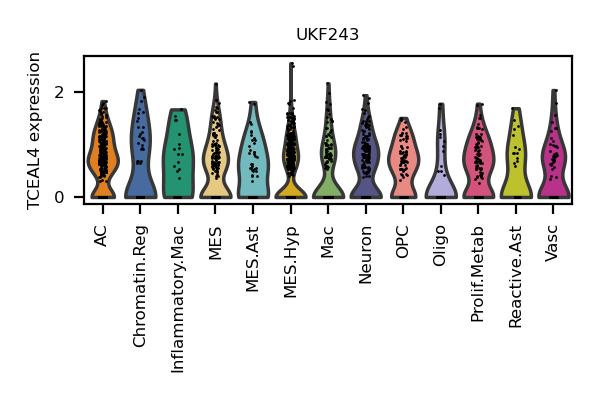 UKF243
TCEAL4 expression
2
0
AC
Chromatin.Reg
Inflammatory.Mac
MES
MES.Ast
MES.Hyp
Mac
Neuron
OPC
Oligo
Prolif.Metab
Reactive.Ast
Vasc